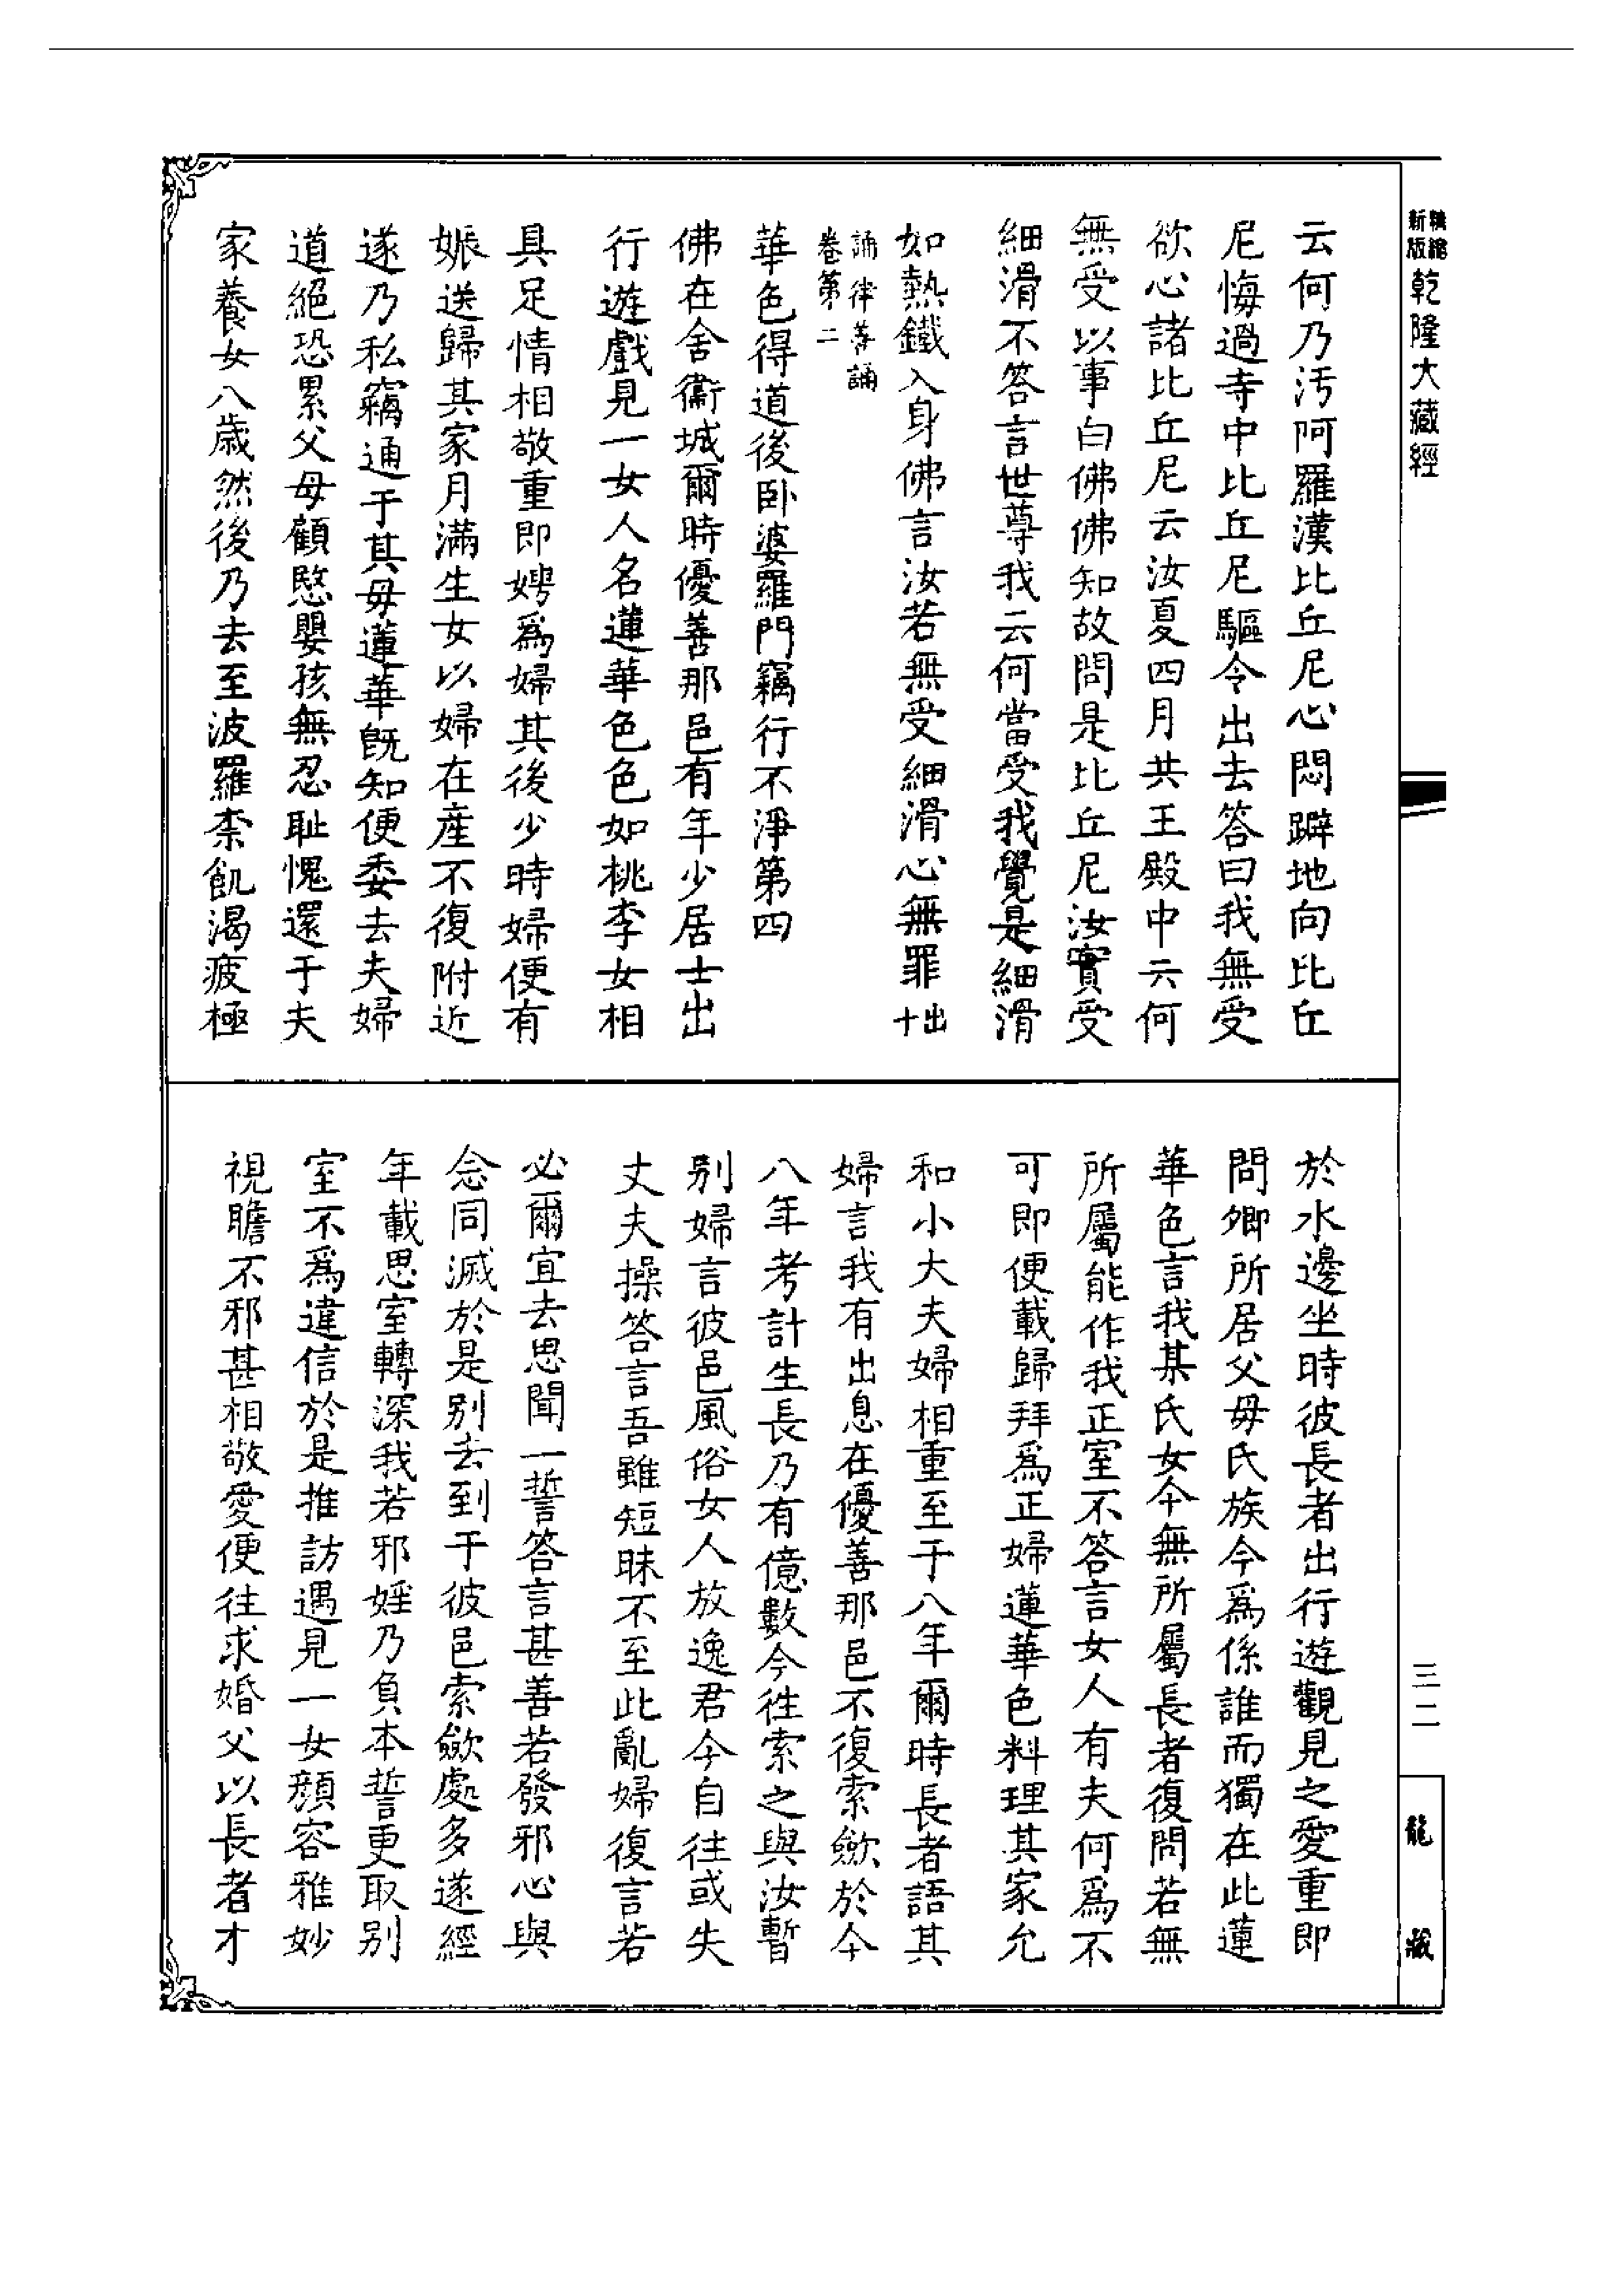 精縮新版乾隆大藏經
云何乃汚阿羅漢比丘尼心悶躃地向比丘
尼悔過寺中比丘尼驅令出去答曰我無受
欲心諸比丘尼云汝夏四月共王殿中云何
無受以事白佛佛知故問是比丘尼汝實受
細滑不答言世尊我云何當受我覺是細滑
如熱鐵入身佛言汝若無受細滑心無罪出十
誦律善誦
卷第二
華色得道後卧婆羅門竊行不淨第四
佛在舍衞城爾時優善那邑有年少居士出
行遊戲見一女人名蓮華色色如桃李女相
具足情相敬重即娉爲婦其後少時婦便有
娠送歸其家月滿生女以婦在産不復附近
遂乃私竊通于其母蓮華旣知便委去夫婦
道絕恐累父母顧愍嬰孩無忍恥愧還于夫
家養女八歲然後乃去至波羅柰飢渴疲極
於水邊坐時彼長者出行遊觀見之愛重即
問卿所居父母氏族今爲係誰而獨在此蓮
華色言我某氏女今無所屬長者復問若無
所屬能作我正室不答言女人有夫何爲不
可即便載歸拜爲正婦蓮華色料理其家允
和小大夫婦相重至于八年爾時長者語其
婦言我有出息在優善那邑不復索斂於今
八年考計生長乃有億數今往索之與汝暫
别婦言彼邑風俗女人放逸君今自往或失
丈夫操答言吾雖短昧不至此亂婦復言若
必爾宜去思聞一誓答言甚善若發邪心與
念同滅於是别去到于彼邑索斂處多遂經
年載思室轉深我若邪婬乃負本誓更取别
室不爲違信於是推訪遇見一女顏容雅妙
視瞻不邪甚相敬愛便往求婚父以長者才
三二
龍藏